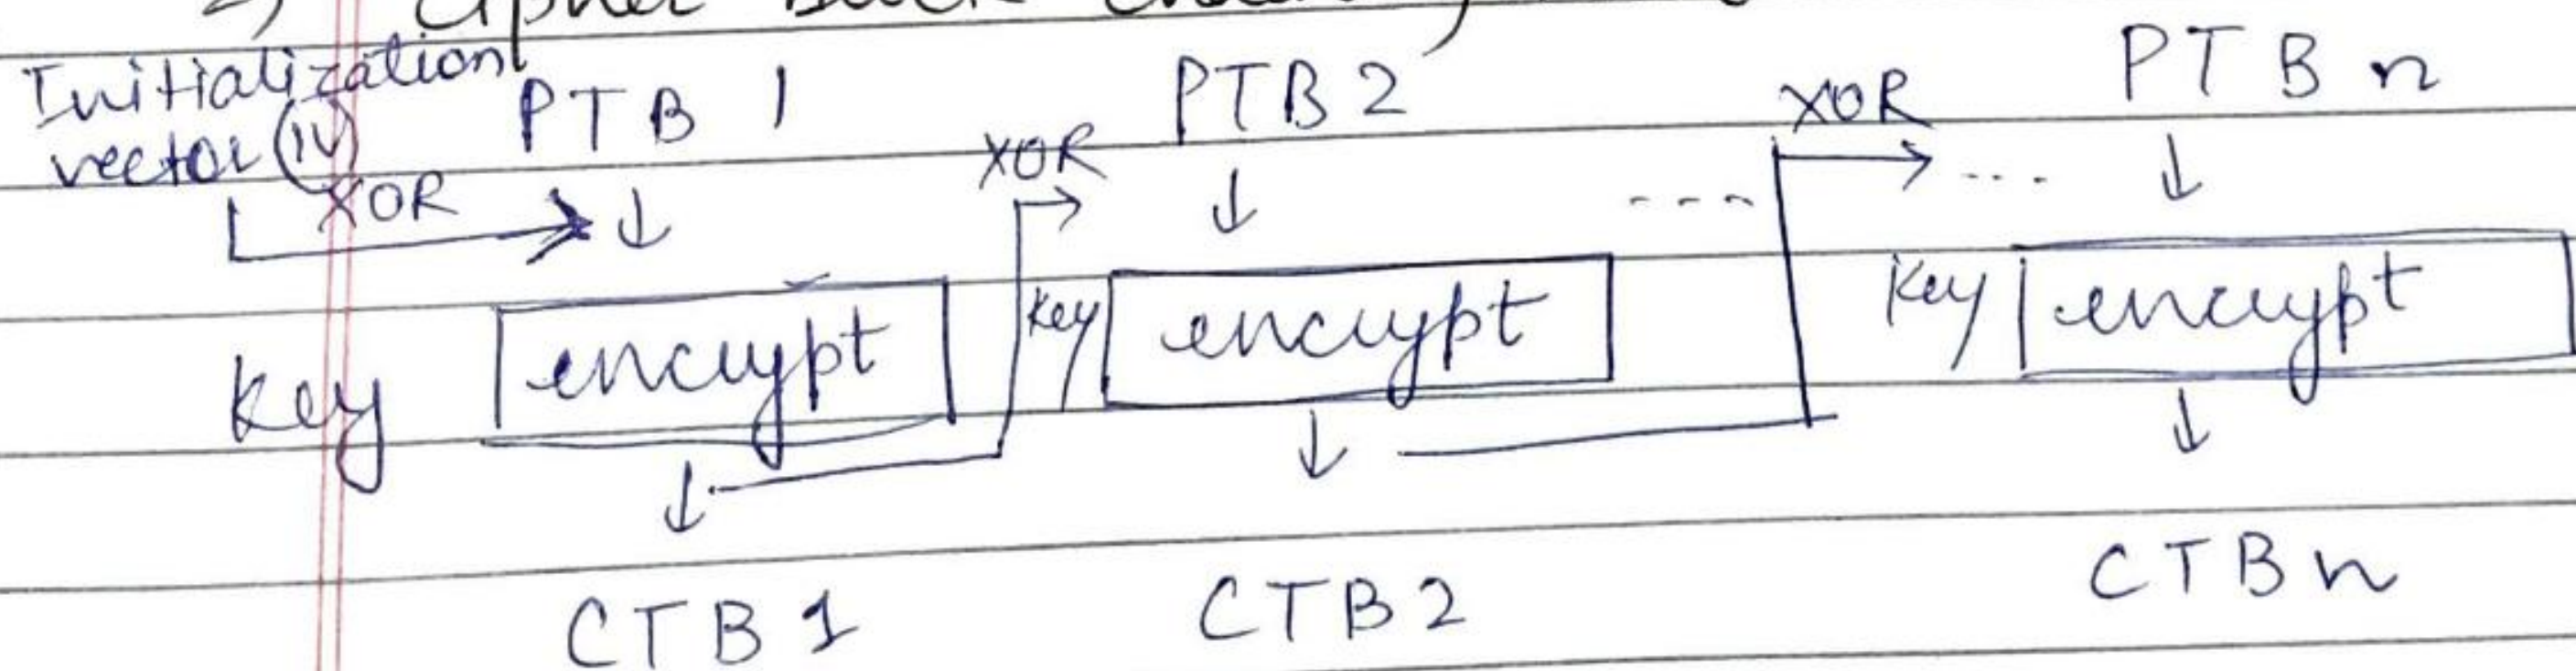 Cipher
Initialization PTB 1 PTB 2 XOR PTB n
vector (IV) XOR ....
XOR ----
Key encrypt Key encrypt Key encrypt
CTB 1 CTB 2 CTB n